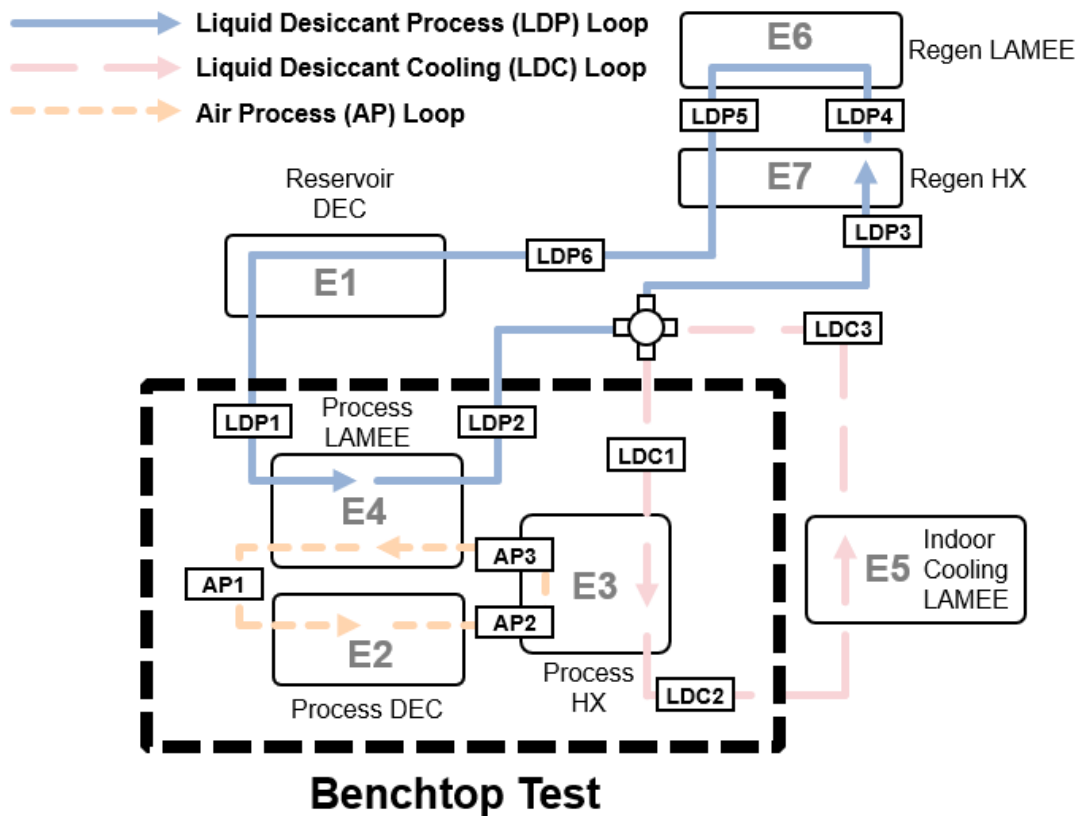 Liquid Desiccant Process (LDP) Loop
Liquid Desiccant Cooling (LDC) Loop
Air Process (AP) Loop
E6
Regen LAMEE
LDP5
LDP4
E7
Regen HX
LDP3
Reservoir
DEC
E1
LDP6
LDC3
LDP1
Process
LAMEE
LDP2
LDC1
E4
AP3
AP1
E3
E5
Indoor
Cooling
LAMEE
AP2
E2
Process DEC
Process
HX
LDC2
Benchtop Test